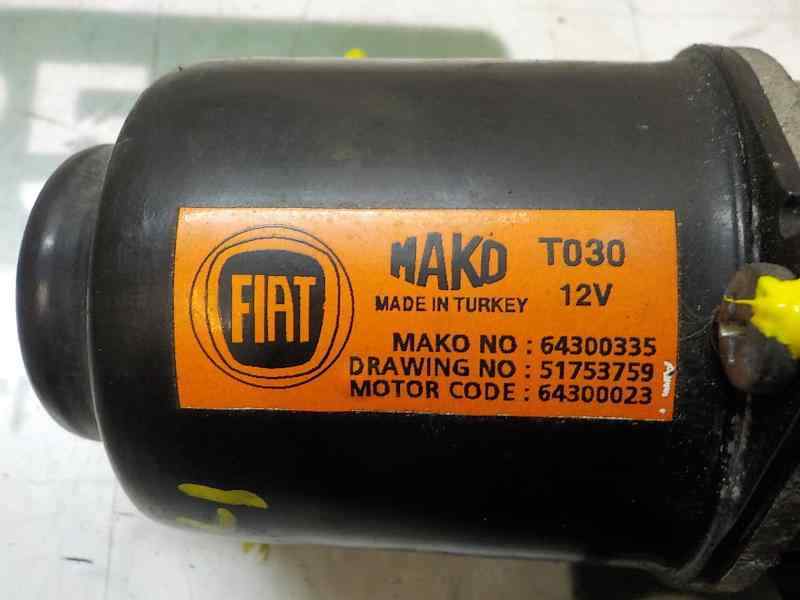 FIAT
MAKO T030
MADE IN TURKEY 12V
MAKO NO : 64300335
DRAWING NO : 51753759
MOTOR CODE : 64300023